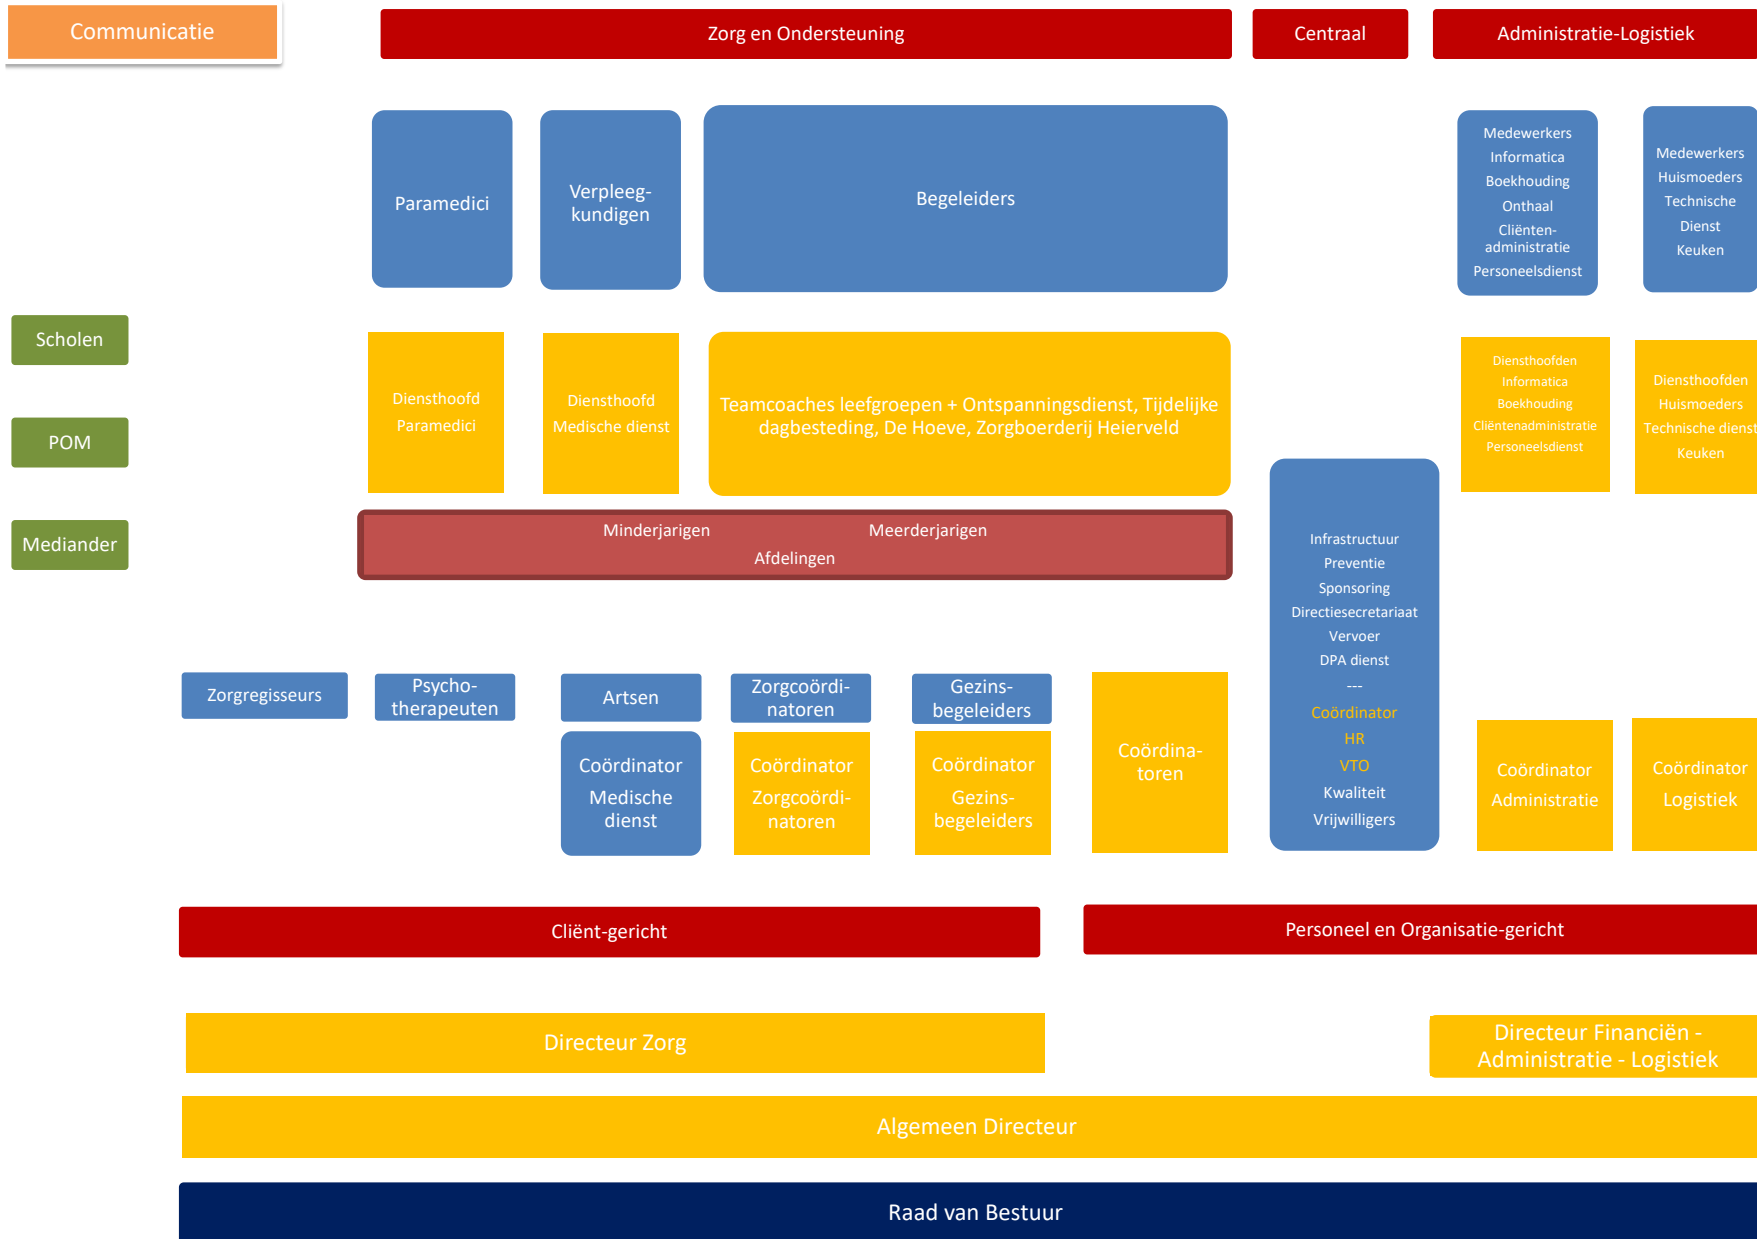 Communicatie
Zorg en Ondersteuning
Centraal
Administratie-Logistiek
Paramedici
Verpleeg-
kundigen
Begeleiders
Medewerkers
Informatica
Boekhouding
Onthaal
Cliënten-
administratie
Personeelsdienst
Medewerkers
Huismoeders
Technische
Dienst
Keuken
Scholen
POM
Mediander
Diensthoofd
Paramedici
Diensthoofd
Medische dienst
Teamcoaches leefgroepen + Ontspanningsdienst, Tijdelijke
dagbesteding, De Hoeve, Zorgboerderij Heierveld
Diensthoofden
Informatica
Boekhouding
Cliëntenadministratie
Personeelsdienst
Diensthoofden
Huismoeders
Technische dienst
Keuken
Minderjarigen Meerderjarigen
Afdelingen
Infrastructuur
Preventie
Sponsoring
Directiesecretariaat
Vervoer
DPA dienst
---
Coördinator
HR
VTO
Kwaliteit
Vrijwilligers
Zorgregisseurs
Psycho-
therapeuten
Artsen
Zorgcoördi-
natoren
Gezins-
begeleiders
Coördinator
Medische
dienst
Coördinator
Zorgcoördi-
natoren
Coördinator
Gezins-
begeleiders
Coördina-
toren
Coördinator
Administratie
Coördinator
Logistiek
Cliënt-gericht
Personeel en Organisatie-gericht
Directeur Zorg
Directeur Financiën -
Administratie - Logistiek
Algemeen Directeur
Raad van Bestuur